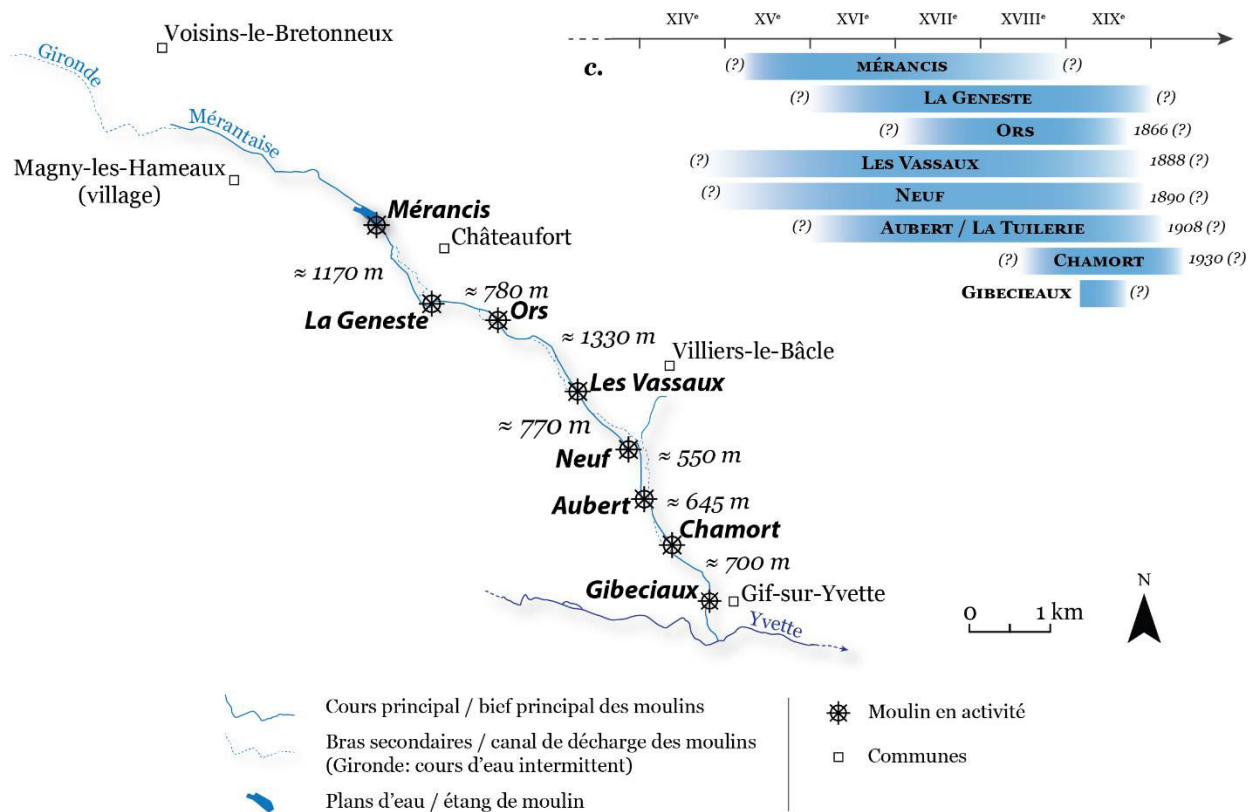 XIVᵉ XVᵉ XVIᵉ XVIIᵉ XVIIIᵉ XIXᵉ
c.
(?) MÉRANCIS (?)
(?) LA GENESTE (?)
(?) ORS 1866 (?)
(?) LES VASSAUX 1888 (?)
(?) NEUF 1890 (?)
(?) AUBERT / LA TUILERIE 1908 (?)
(?) CHAMORT 1930 (?)
GIBECIEAUX (?)
Voisins-le-Bretonneux
Gironde
Mérantaise
Magny-les-Hameaux
(village)
Mérancis
Châteaufort
≈ 1170 m
≈ 780 m
La Geneste
Ors
≈ 1330 m
Villiers-le-Bâcle
Les Vassaux
≈ 770 m
Neuf
≈ 550 m
Aubert
≈ 645 m
Chamort
≈ 700 m
Gibeciaux
Gif-sur-Yvette
Yvette
0 1 km
N
Cours principal / bief principal des moulins
Bras secondaires / canal de décharge des moulins
(Gironde: cours d'eau intermittent)
Plans d'eau / étang de moulin
Moulin en activité
Communes